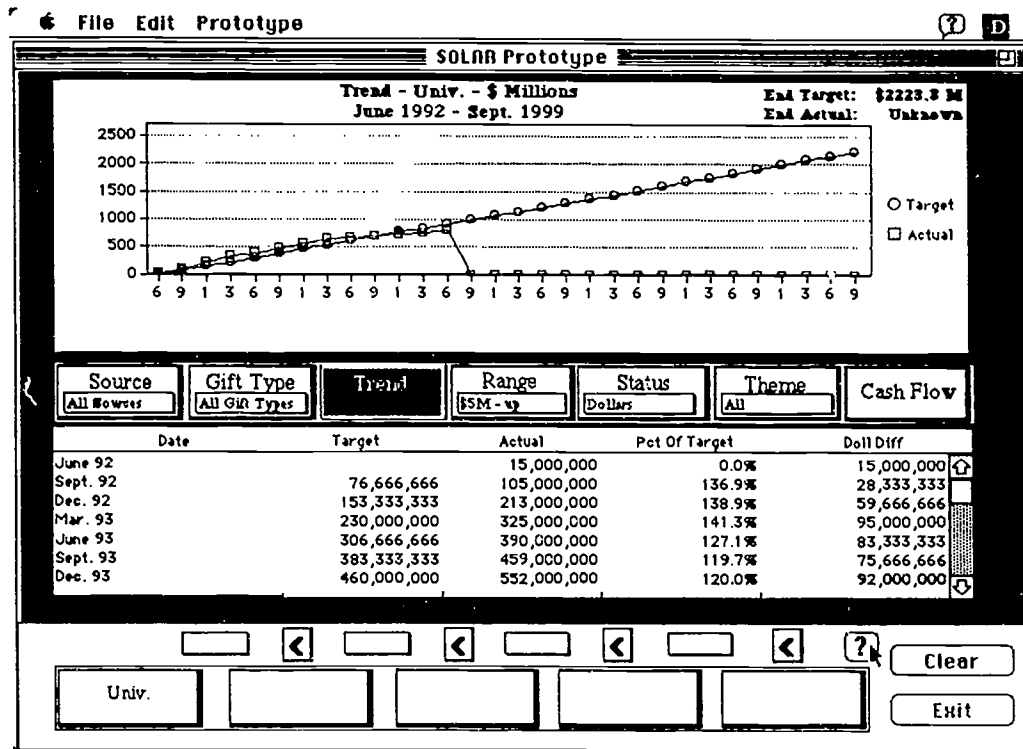 File Edit Prototype ? D
SOLAR Prototype
Trend - Univ. - $ Millions
June 1992 - Sept. 1999
End Target: $2223.8 M
End Actual: Unknown
2500
2000
1500
1000
500
0
6 9 1 3 6 9 1 3 6 9 1 3 6 9 1 3 6 9 1 3 6 9 1 3 6 9 1 3 6 9
Target
Actual
Source
All Sources
Gift Type
All Gift Types
Trend
Range
$5M - up
Status
Dollars
Theme
All
Cash Flow
Date Target Actual Pct Of Target Doll Diff
June 92 15,000,000 0.0% 15,000,000
Sept. 92 76,666,666 105,000,000 136.9% 28,333,333
Dec. 92 153,333,333 213,000,000 138.9% 59,666,666
Mar. 93 230,000,000 325,000,000 141.3% 95,000,000
June 93 306,666,666 390,000,000 127.1% 83,333,333
Sept. 93 383,333,333 459,000,000 119.7% 75,666,666
Dec. 93 460,000,000 552,000,000 120.0% 92,000,000
< < < < ?
Clear
Univ.
Exit